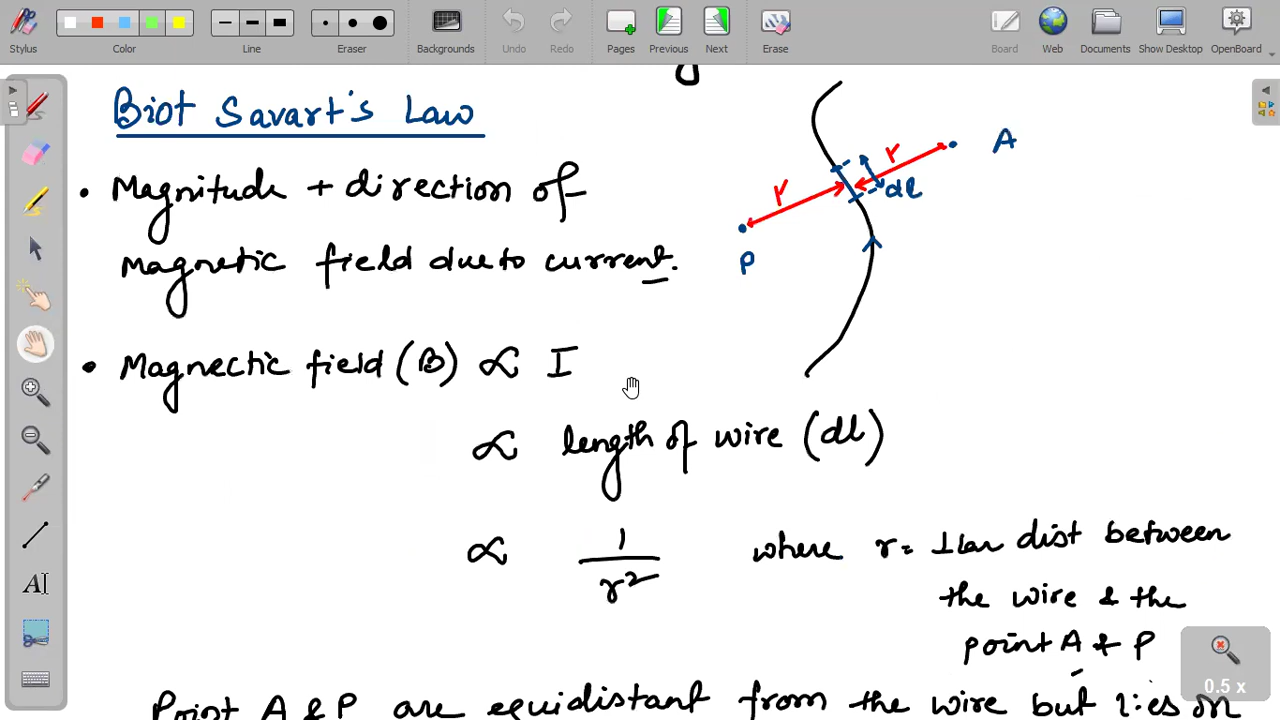 Stylus
Color
Line
Eraser
Backgrounds
Undo
Redo
Pages
Previous
Next
Erase
Board
Web
Documents
Show Desktop
OpenBoard
Biot Savart's Law
• Magnitude + direction of
magnetic field due to current.
r
r
A
dl
P
• Magnectic field (B) ∝ I
∝ length of wire (dl)
∝ 1/r² where r = ⊥lar dist between
the wire & the
point A & P
0.5 x
Point A & P are equidistant from the wire but lies on